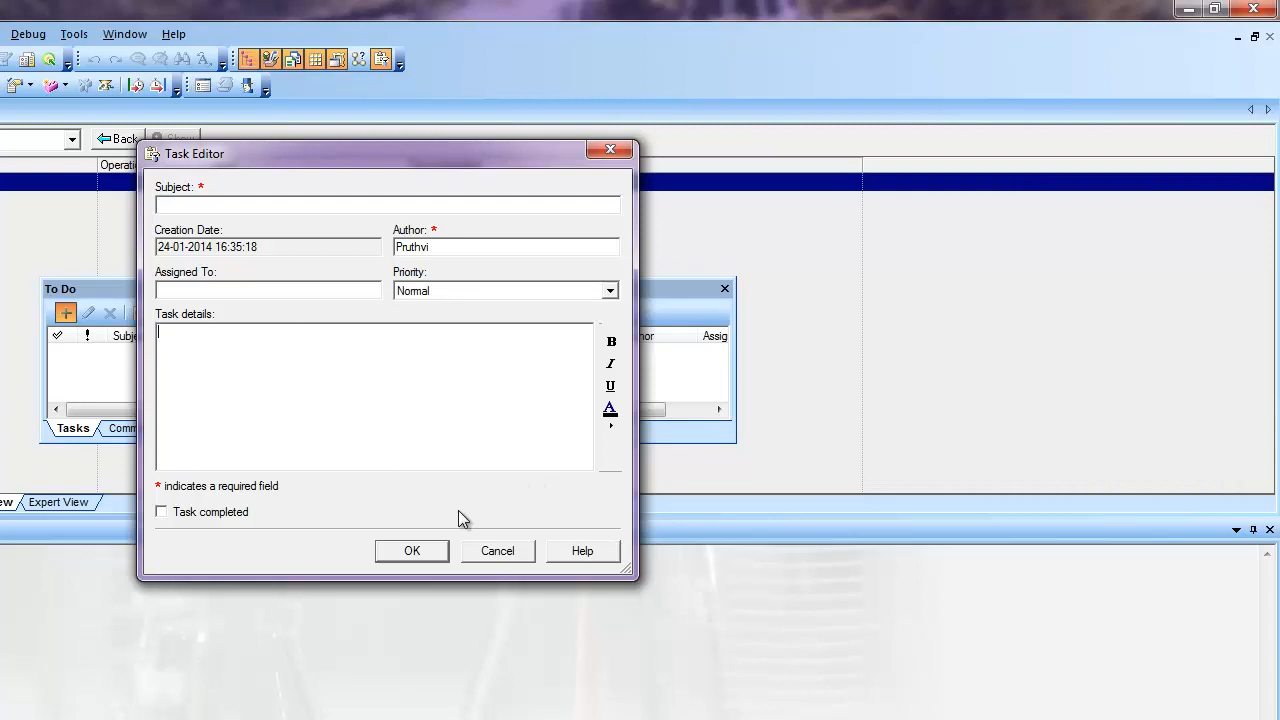 Debug Tools Window Help
Back Show
Operati
Task Editor
Subject: *
Creation Date: Author: *
24-01-2014 16:35:18 Pruthvi
Assigned To: Priority:
Normal
Task details:
To Do
! Subje Assig
B
I
U
A
Tasks Comm
* indicates a required field
Expert View
Task completed
OK Cancel Help